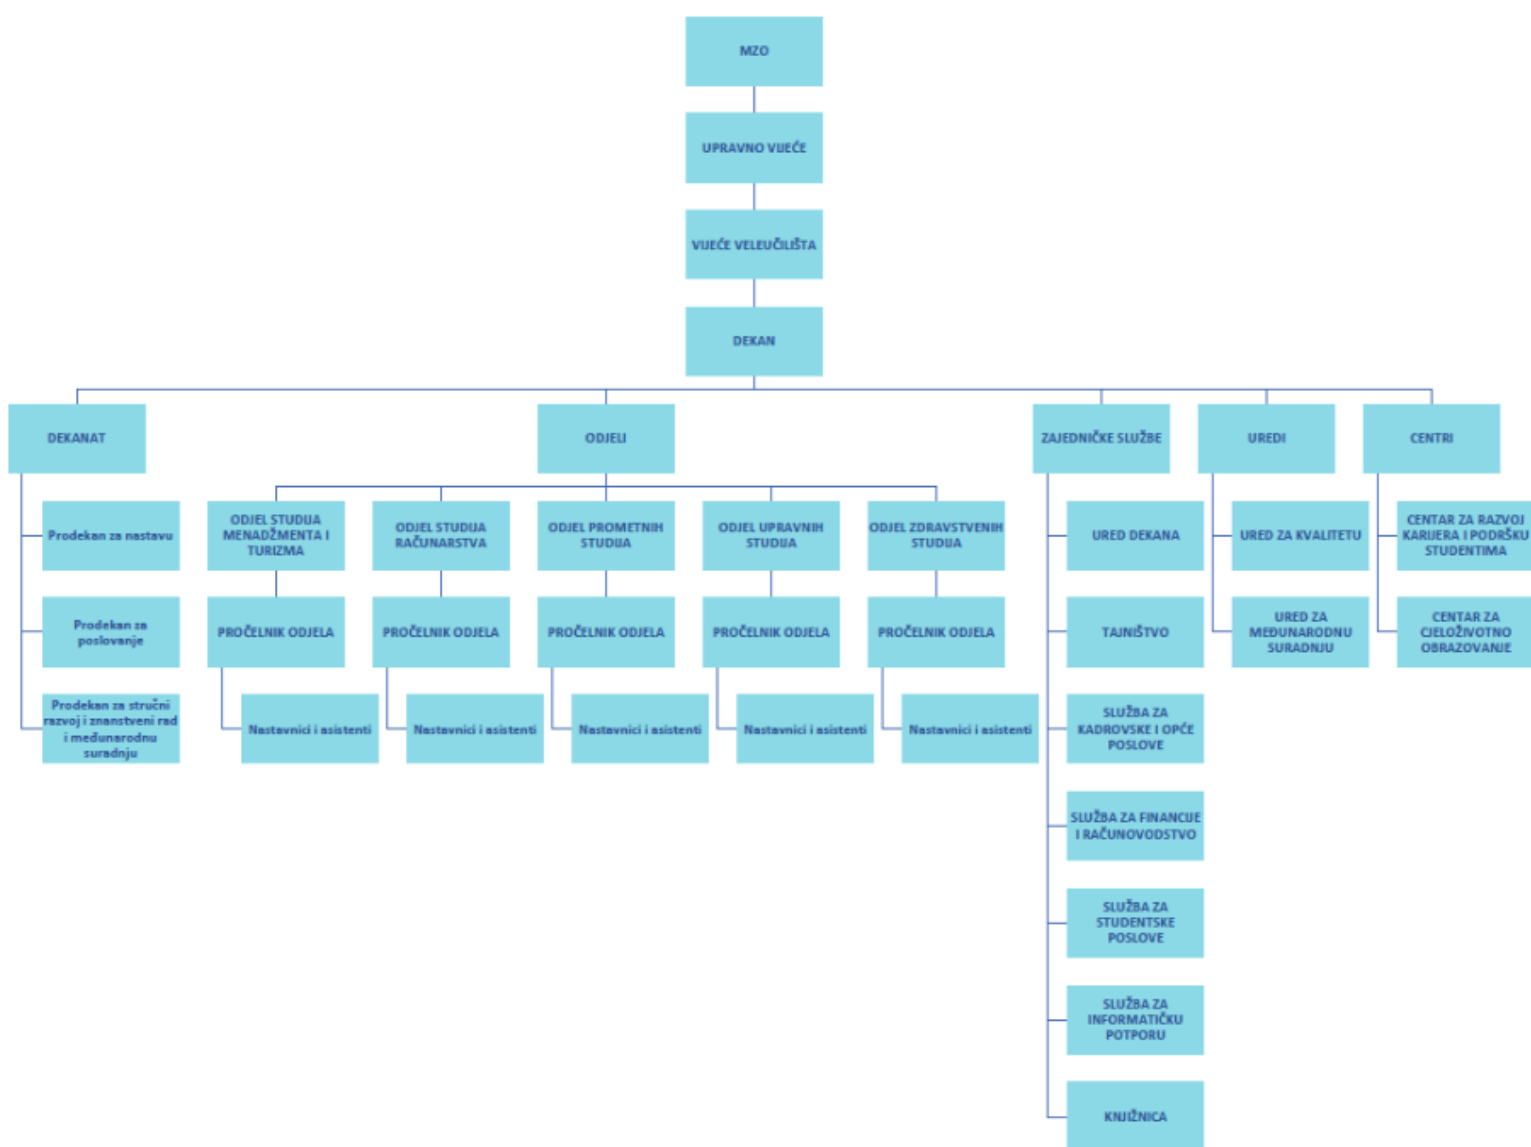 MZO
UPRAVNO VIJEĆE
VIJEĆE VELEUČILIŠTA
DEKAN
DEKANAT
ODJELI
ZAJEDNIČKE SLUŽBE
UREDI
CENTRI
Prodekan za nastavu
Prodekan za
poslovanje
Prodekan za stručni
razvoj i znanstveni rad
i međunarodnu
suradnju
ODJEL STUDIJA
MENADŽMENTA I
TURIZMA
PROČELNIK ODJELA
Nastavnici i asistenti
ODJEL STUDIJA
RAČUNARSTVA
PROČELNIK ODJELA
Nastavnici i asistenti
ODJEL PROMETNIH
STUDIJA
PROČELNIK ODJELA
Nastavnici i asistenti
ODJEL UPRAVNIH
STUDIJA
PROČELNIK ODJELA
Nastavnici i asistenti
ODJEL ZDRAVSTVENIH
STUDIJA
PROČELNIK ODJELA
Nastavnici i asistenti
URED DEKANA
TAJNIŠTVO
SLUŽBA ZA
KADROVSKE I OPĆE
POSLOVE
SLUŽBA ZA FINANCIJE
I RAČUNOVODSTVO
SLUŽBA ZA
STUDENTSKE
POSLOVE
SLUŽBA ZA
INFORMATIČKU
POTPORU
KNJIŽNICA
URED ZA KVALITETU
URED ZA
MEĐUNARODNU
SURADNJU
CENTAR ZA RAZVOJ
KARIJERA I PODRŠKU
STUDENTIMA
CENTAR ZA
CJELOŽIVOTNO
OBRAZOVANJE